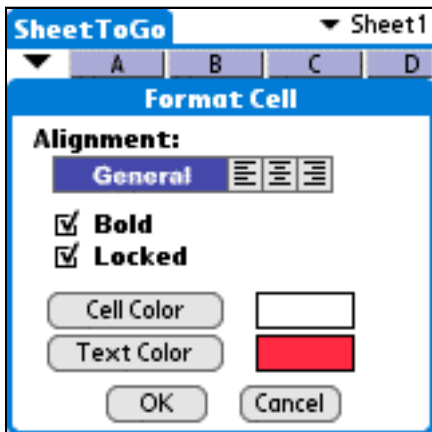 SheetToGo Sheet1
A B C D
Format Cell
Alignment:
General
Bold
Locked
Cell Color
Text Color
OK Cancel